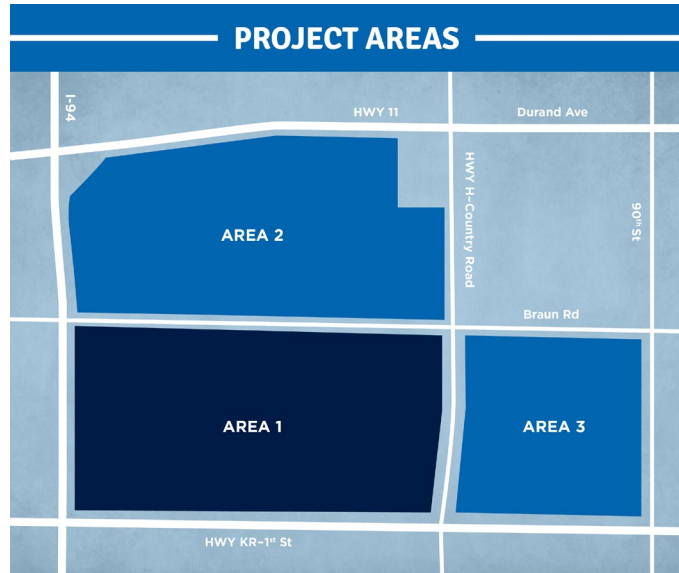 PROJECT AREAS
I-94
HWY 11
Durand Ave
HWY H-Country Road
90th St
AREA 2
Braun Rd
AREA 1
AREA 3
HWY KR-1st St